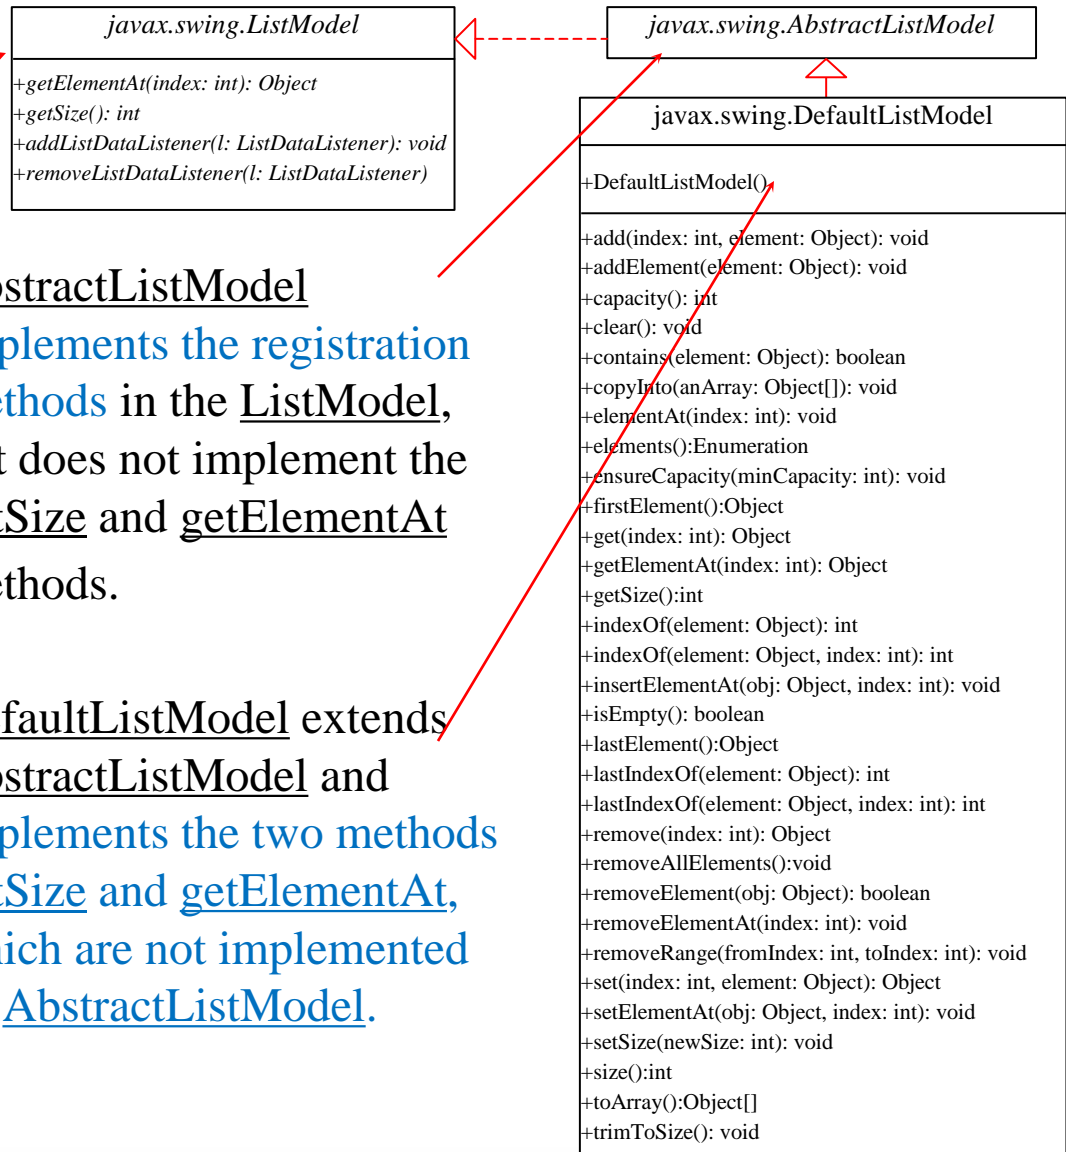 javax.swing.ListModel
+getElementAt(index: int): Object
+getSize(): int
+addListDataListener(l: ListDataListener): void
+removeListDataListener(l: ListDataListener)
javax.swing.AbstractListModel
javax.swing.DefaultListModel
+DefaultListModel()
+add(index: int, element: Object): void
+addElement(element: Object): void
+capacity(): int
+clear(): void
+contains(element: Object): boolean
+copyInto(anArray: Object[]): void
+elementAt(index: int): void
+elements():Enumeration
+ensureCapacity(minCapacity: int): void
+firstElement():Object
+get(index: int): Object
+getElementAt(index: int): Object
+getSize():int
+indexOf(element: Object): int
+indexOf(element: Object, index: int): int
+insertElementAt(obj: Object, index: int): void
+isEmpty(): boolean
+lastElement():Object
+lastIndexOf(element: Object): int
+lastIndexOf(element: Object, index: int): int
+remove(index: int): Object
+removeAllElements():void
+removeElement(obj: Object): boolean
+removeElementAt(index: int): void
+removeRange(fromIndex: int, toIndex: int): void
+set(index: int, element: Object): Object
+setElementAt(obj: Object, index: int): void
+setSize(newSize: int): void
+size():int
+toArray():Object[]
+trimToSize(): void
bstractListModel
plements the registration
ethods in the ListModel,
t does not implement the
tSize and getElementAt
ethods.
faultListModel extends
bstractListModel and
plements the two methods
tSize and getElementAt,
hich are not implemented
AbstractListModel.